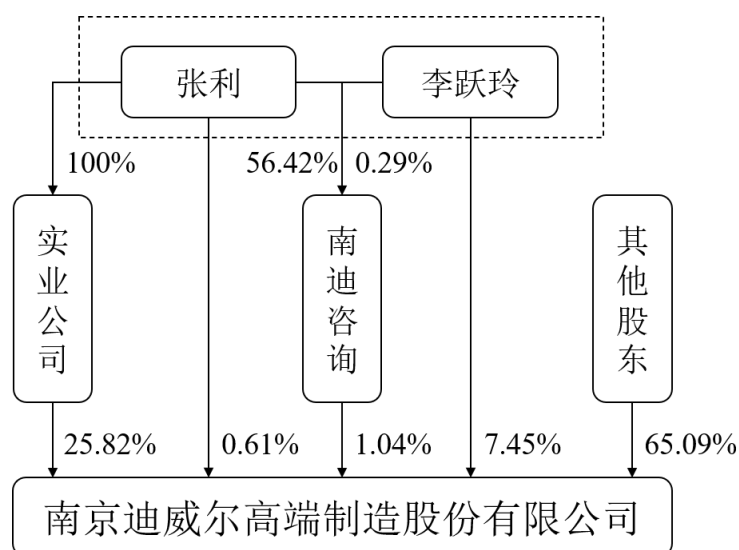 张利
李跃玲
100%
56.42%
0.29%
实业公司
南迪咨询
其他股东
25.82%
0.61%
1.04%
7.45%
65.09%
南京迪威尔高端制造股份有限公司